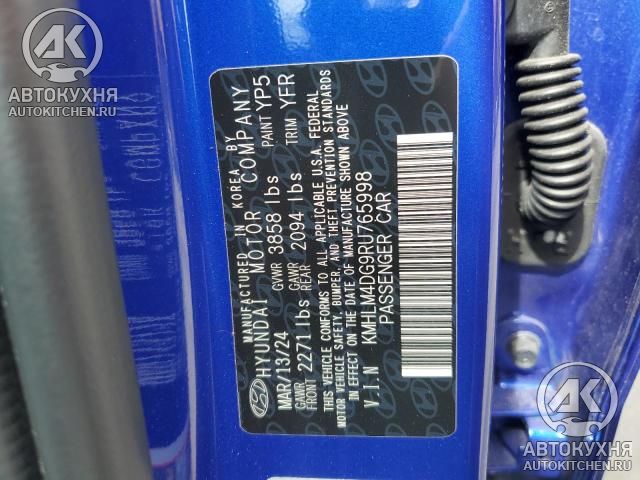 АК
АВТОКУХНЯ
AUTOKITCHEN.RU
MANUFACTURED IN KOREA BY
HYUNDAI MOTOR COMPANY
MAR/13/24 GVWR 3858 lbs PAINT YP5
GAWR FRONT 2271 lbs GAWR REAR 2094 lbs TRIM YFR
THIS VEHICLE CONFORMS TO ALL APPLICABLE U.S.A. FEDERAL
MOTOR VEHICLE SAFETY, BUMPER, AND THEFT PREVENTION STANDARDS
IN EFFECT ON THE DATE OF MANUFACTURE SHOWN ABOVE
V.I.N KMHLM4DG9RU765998
PASSENGER CAR
АК
АВТОКУХНЯ
AUTOKITCHEN.RU